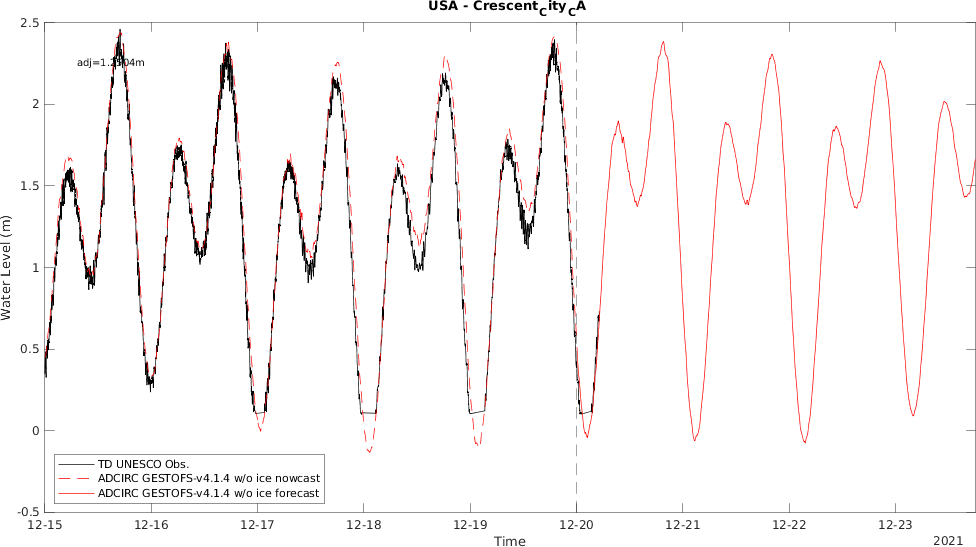 USA - Crescent_City_CA
2.5
adj=1.2504m
2
1.5
1
0.5
0
-0.5
Water Level (m)
TD UNESCO Obs.
ADCIRC GESTOFS-v4.1.4 w/o ice nowcast
ADCIRC GESTOFS-v4.1.4 w/o ice forecast
12-15 12-16 12-17 12-18 12-19 12-20 12-21 12-22 12-23
Time
2021